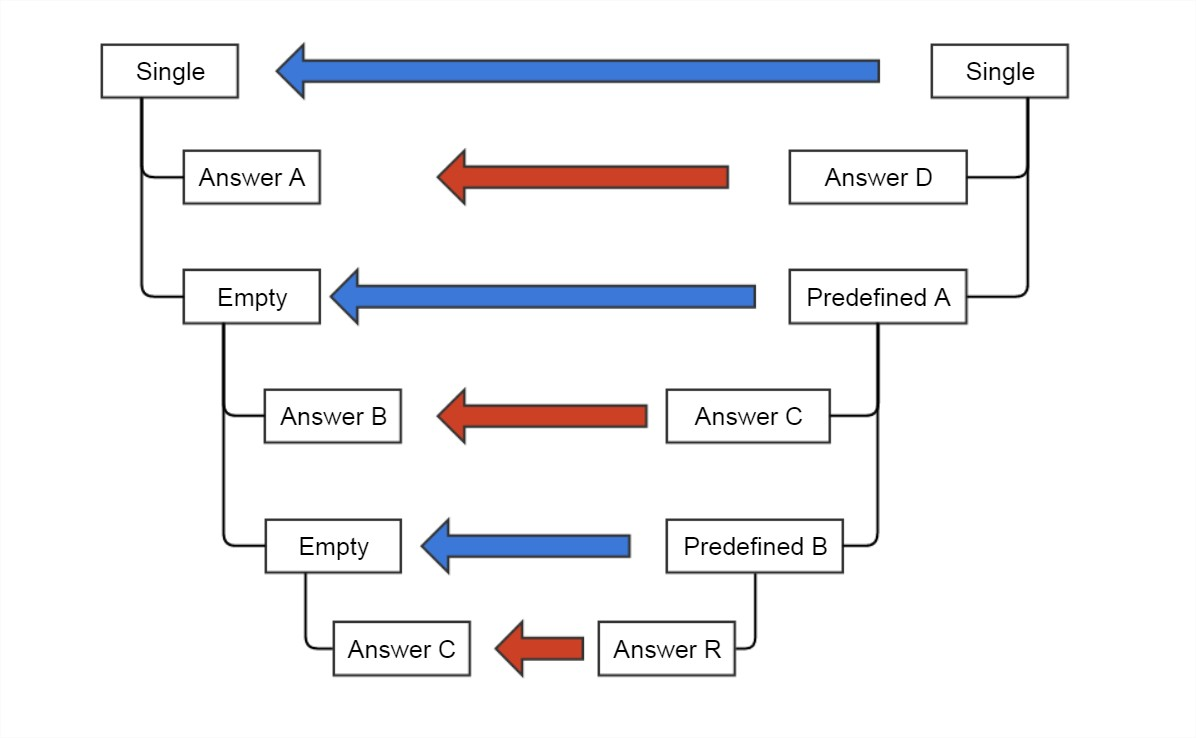 Single
Single
Answer A
Answer D
Empty
Predefined A
Answer B
Answer C
Empty
Predefined B
Answer C
Answer R